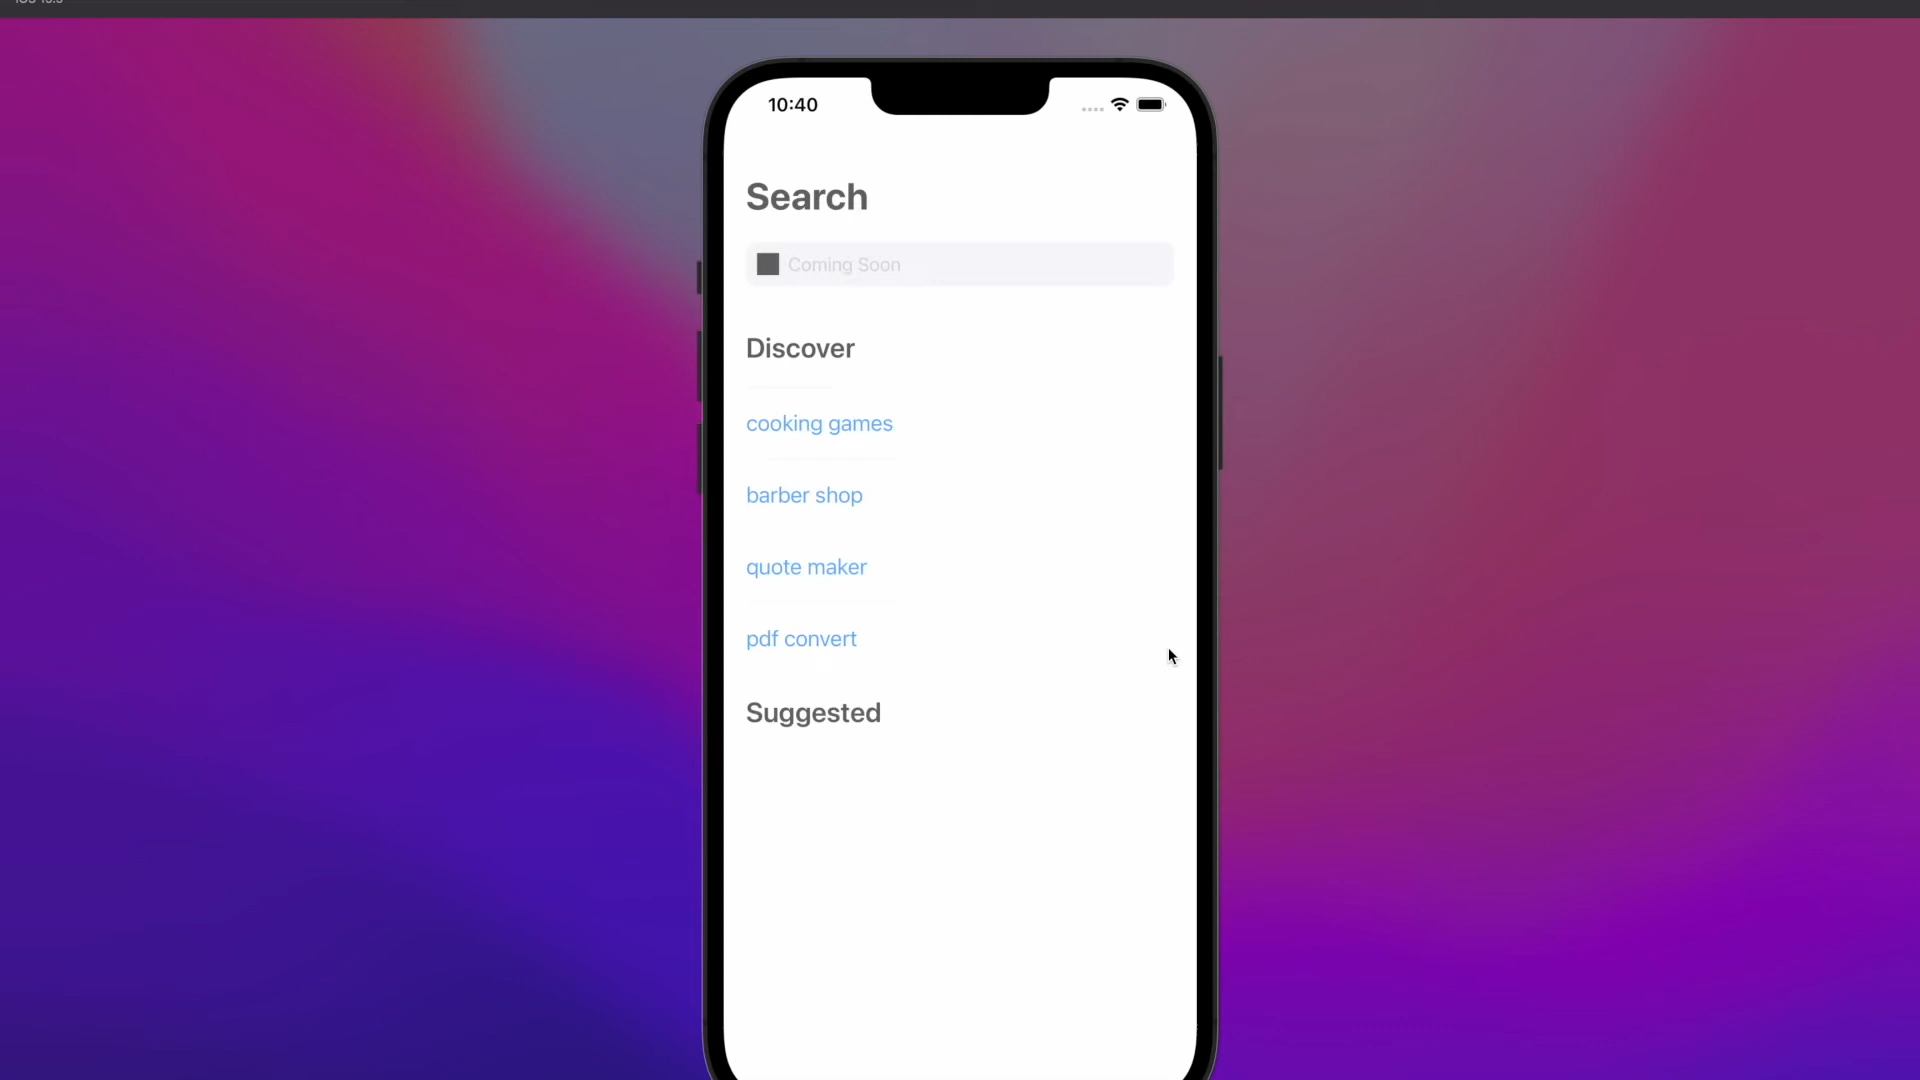 10:40
Search
Coming Soon
Discover
cooking games
barber shop
quote maker
pdf convert
Suggested